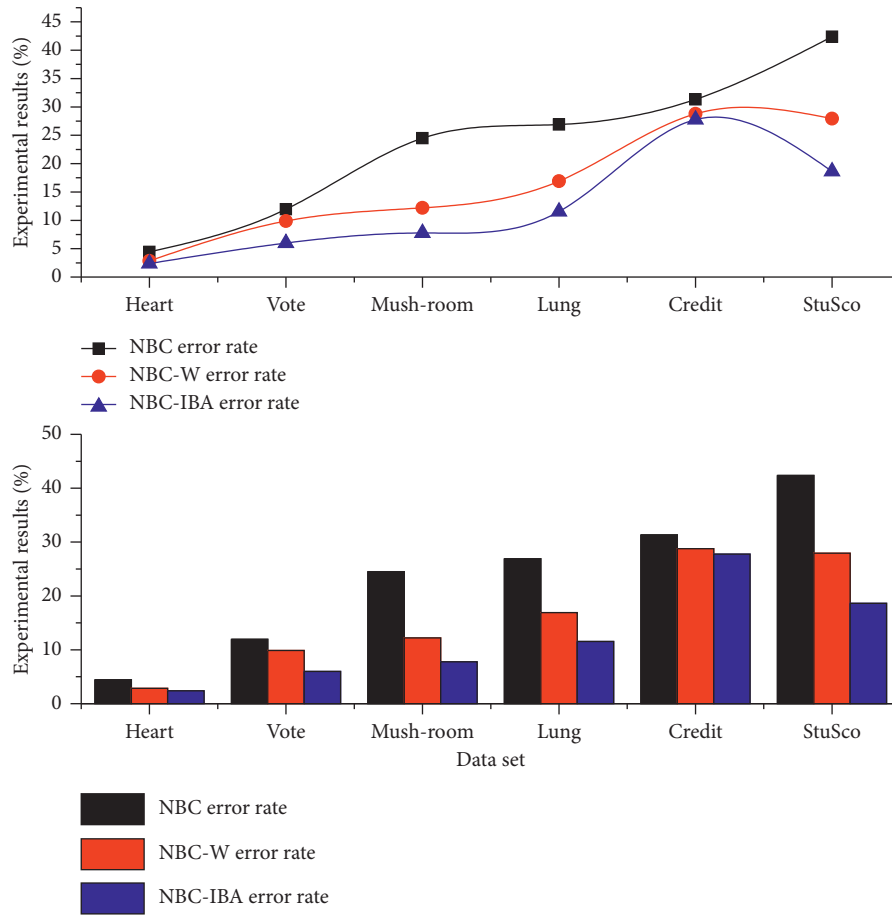 Experimental results (%)
45
40
35
30
25
20
15
10
5
0
Heart Vote Mush-room Lung Credit StuSco
NBC error rate
NBC-W error rate
NBC-IBA error rate
Experimental results (%)
50
40
30
20
10
0
Heart Vote Mush-room Lung Credit StuSco
Data set
NBC error rate
NBC-W error rate
NBC-IBA error rate